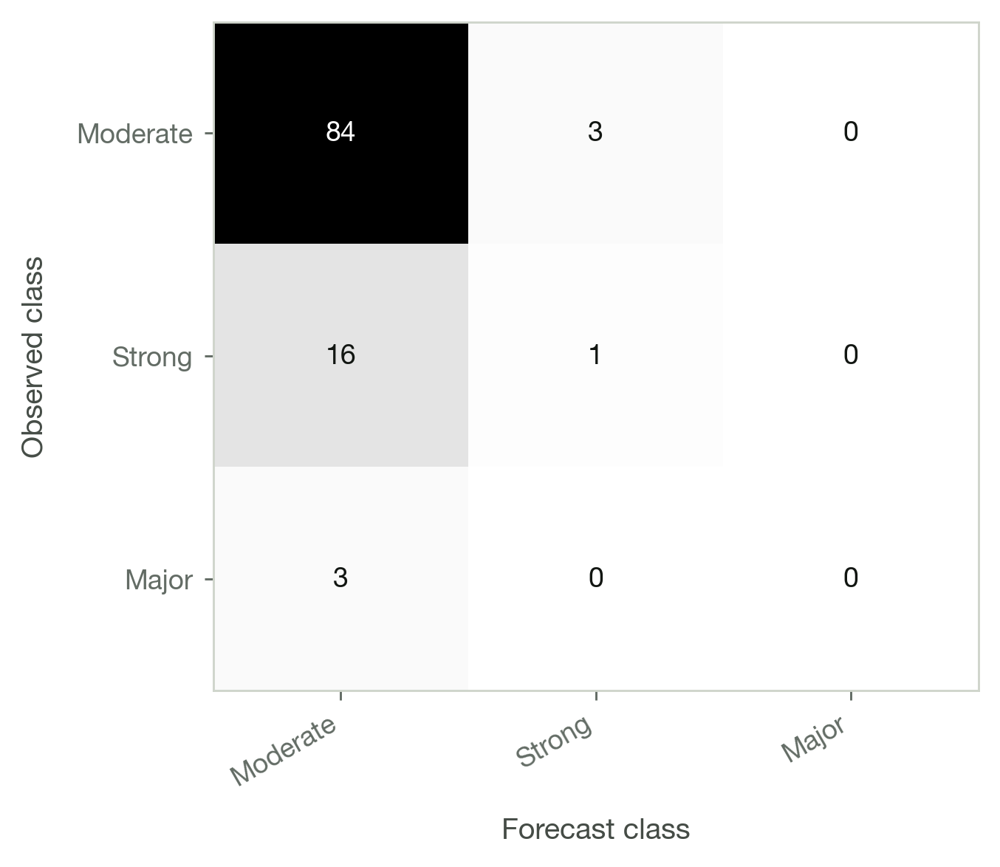 Observed class
Moderate
84
3
0
Strong
16
1
0
Major
3
0
0
Moderate
Strong
Major
Forecast class